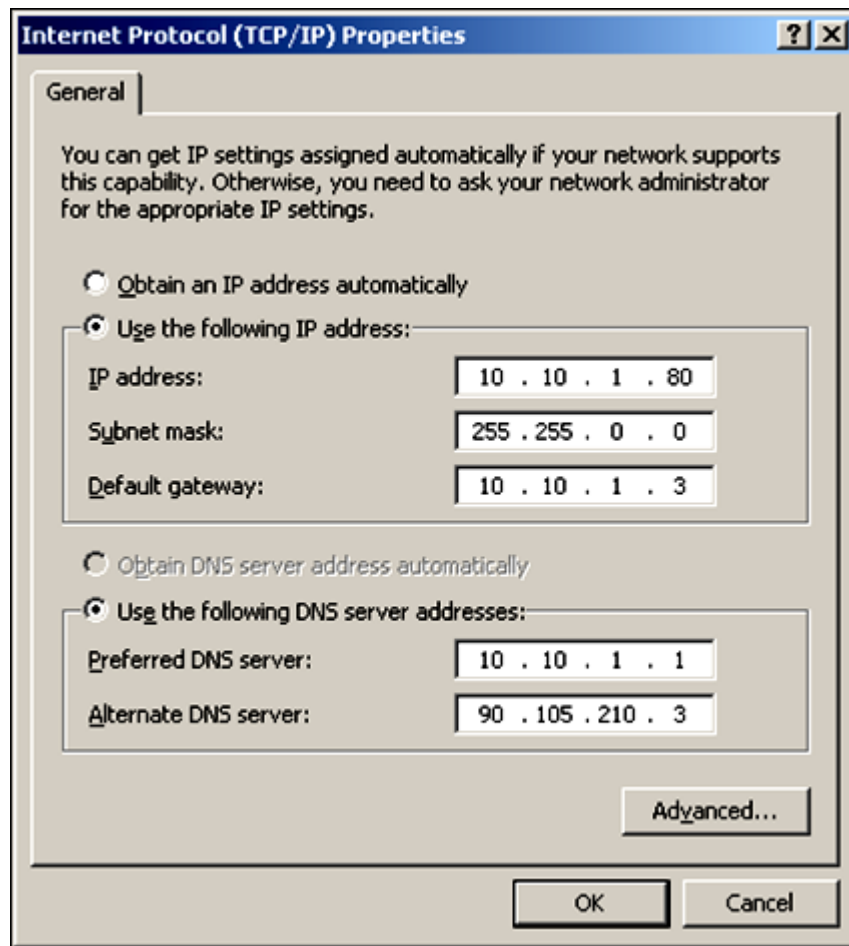 Internet Protocol (TCP/IP) Properties
General
You can get IP settings assigned automatically if your network supports
this capability. Otherwise, you need to ask your network administrator
for the appropriate IP settings.
Obtain an IP address automatically
Use the following IP address:
IP address: 10 . 10 . 1 . 80
Subnet mask: 255 . 255 . 0 . 0
Default gateway: 10 . 10 . 1 . 3
Obtain DNS server address automatically
Use the following DNS server addresses:
Preferred DNS server: 10 . 10 . 1 . 1
Alternate DNS server: 90 . 105 . 210 . 3
Advanced...
OK Cancel